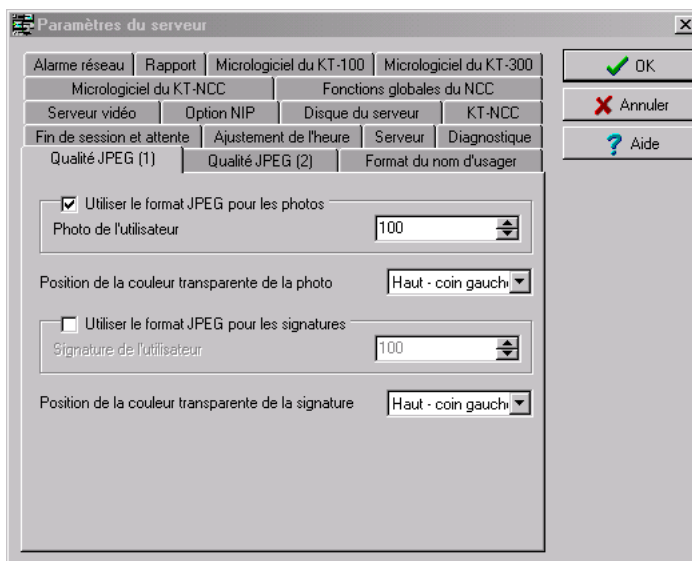 Paramètres du serveur
Alarme réseau Rapport Micrologiciel du KT-100 Micrologiciel du KT-300
Micrologiciel du KT-NCC Fonctions globales du NCC
Serveur vidéo Option NIP Disque du serveur KT-NCC
Fin de session et attente Ajustement de l'heure Serveur Diagnostique
Qualité JPEG (1) Qualité JPEG (2) Format du nom d'usager
OK
Annuler
Aide
Utiliser le format JPEG pour les photos
Photo de l'utilisateur 100
Position de la couleur transparente de la photo Haut - coin gauch
Utiliser le format JPEG pour les signatures
Signature de l'utilisateur 100
Position de la couleur transparente de la signature Haut - coin gauch